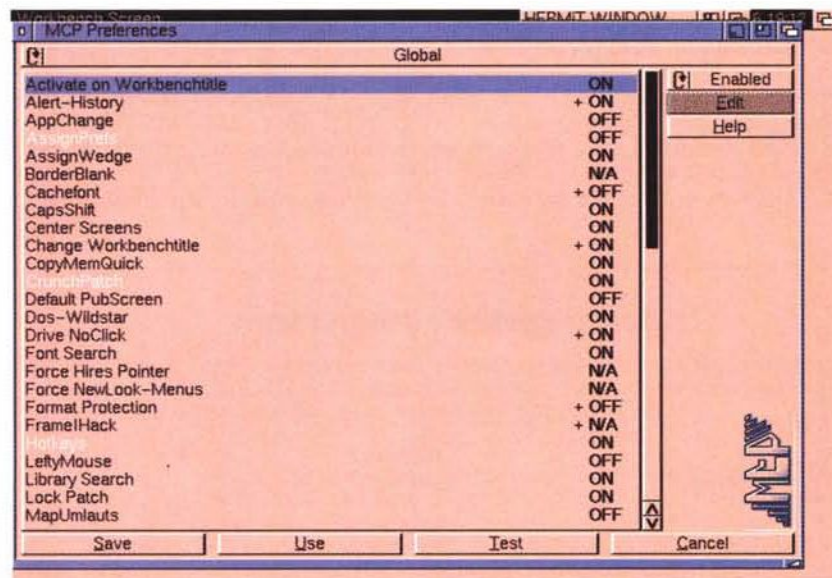 Workbench Screen
HERMIT WINDOW
MCP Preferences
Global
Activate on Workbenchtitle ON
Alert-History + ON
AppChange OFF
AssignPrefs OFF
AssignWedge ON
BorderBlank N/A
Cachefont + OFF
CapsShift ON
Center Screens ON
Change Workbenchtitle + ON
CopyMemQuick ON
CrunchPatch ON
Default PubScreen OFF
Dos-Wildstar ON
Drive NoClick + ON
Font Search ON
Force Hires Pointer N/A
Force NewLook-Menus N/A
Format Protection + OFF
FrameIHack + N/A
Hotkeys ON
LeftyMouse OFF
Library Search ON
Lock Patch ON
MapUmlauts OFF
Enabled
Edit
Help
Save Use Test Cancel